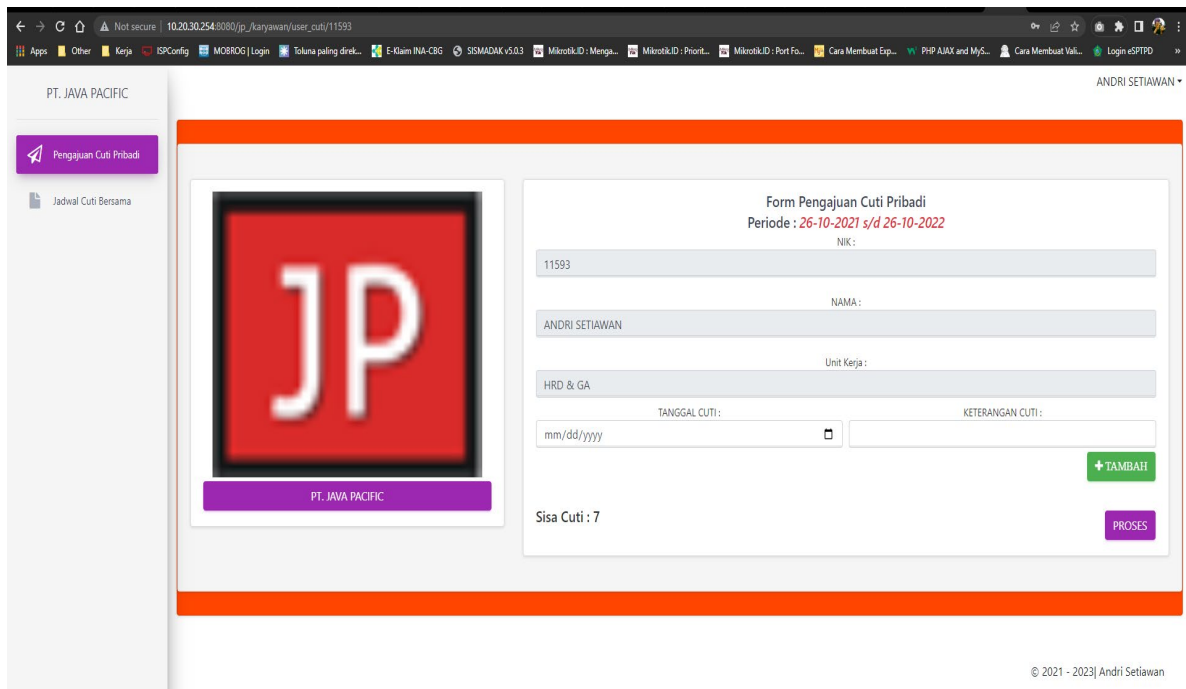 Not secure | 10.20.30.254:8080/jp_/karyawan/user_cuti/11593
Apps Other Kerja ISPConfig MOBROG | Login Toluna paling direk... E-Klaim INA-CBG SISMADAK v5.0.3 Mikrotik.ID : Menga... Mikrotik.ID : Priorit... Mikrotik.ID : Port Fo... Cara Membuat Exp... PHP AJAX and MyS... Cara Membuat Vali... Login eSPTPD »
PT. JAVA PACIFIC
ANDRI SETIAWAN
Pengajuan Cuti Pribadi
Jadwal Cuti Bersama
JP
PT. JAVA PACIFIC
Form Pengajuan Cuti Pribadi
Periode : 26-10-2021 s/d 26-10-2022
NIK :
11593
NAMA :
ANDRI SETIAWAN
Unit Kerja :
HRD & GA
TANGGAL CUTI : KETERANGAN CUTI :
mm/dd/yyyy
+ TAMBAH
Sisa Cuti : 7
PROSES
© 2021 - 2023| Andri Setiawan